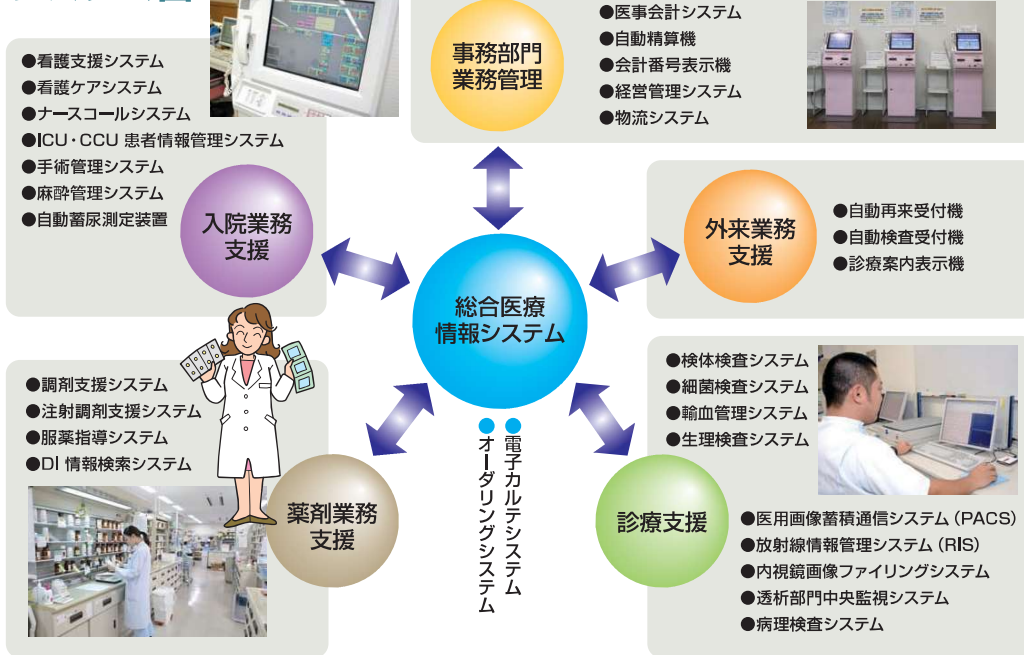 ●看護支援システム
●看護ケアシステム
●ナースコールシステム
●ICU・CCU 患者情報管理システム
●手術管理システム
●麻酔管理システム
●自動蓄尿測定装置
入院業務
支援
事務部門
業務管理
●医事会計システム
●自動精算機
●会計番号表示機
●経営管理システム
●物流システム
外来業務
支援
●自動再来受付機
●自動検査受付機
●診療案内表示機
総合医療
情報システム
●電子カルテシステム
●オーダリングシステム
●調剤支援システム
●注射調剤支援システム
●服薬指導システム
●DI 情報検索システム
薬剤業務
支援
●検体検査システム
●細菌検査システム
●輸血管理システム
●生理検査システム
診療支援
●医用画像蓄積通信システム（PACS）
●放射線情報管理システム（RIS）
●内視鏡画像ファイリングシステム
●透析部門中央監視システム
●病理検査システム